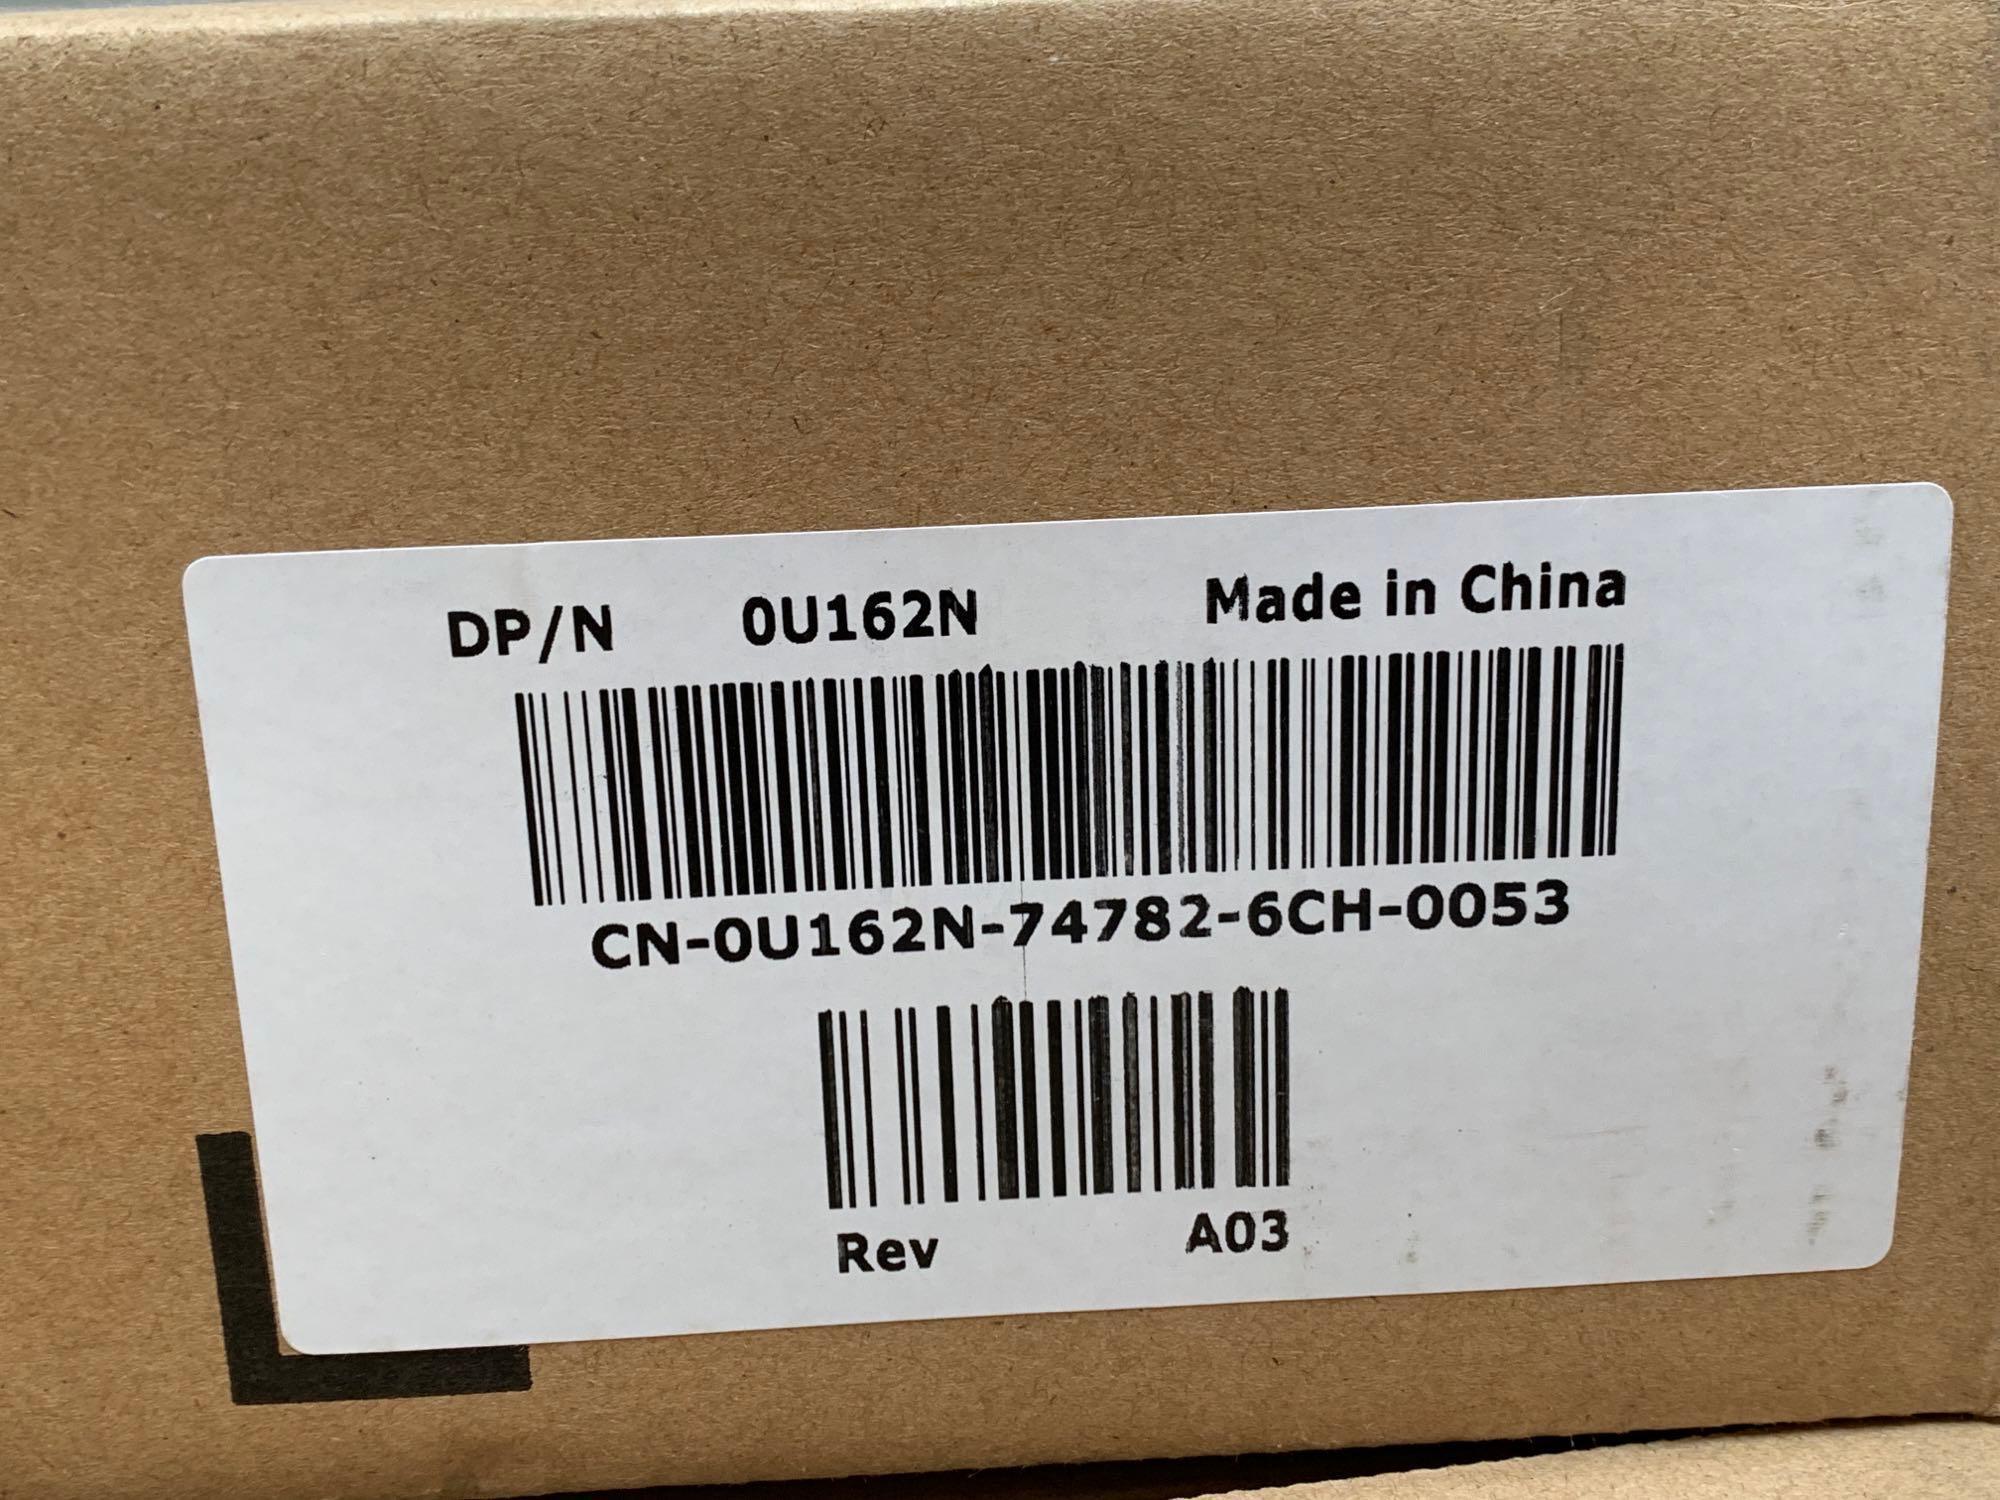 DP/N 0U162N Made in China
CN-0U162N-74782-6CH-0053
Rev A03